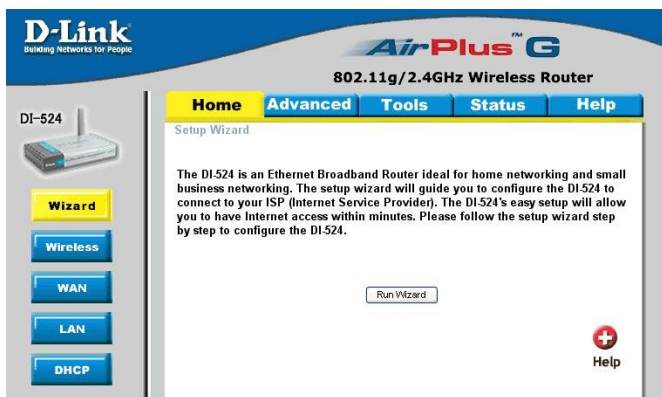 D-Link
Building Networks for People
AirPlus G™
802.11g/2.4GHz Wireless Router
DI-524
Home Advanced Tools Status Help
Setup Wizard
The DI-524 is an Ethernet Broadband Router ideal for home networking and small
business networking. The setup wizard will guide you to configure the DI-524 to
connect to your ISP (Internet Service Provider). The DI-524's easy setup will allow
you to have Internet access within minutes. Please follow the setup wizard step
by step to configure the DI-524.
Run Wizard
Help
Wizard
Wireless
WAN
LAN
DHCP